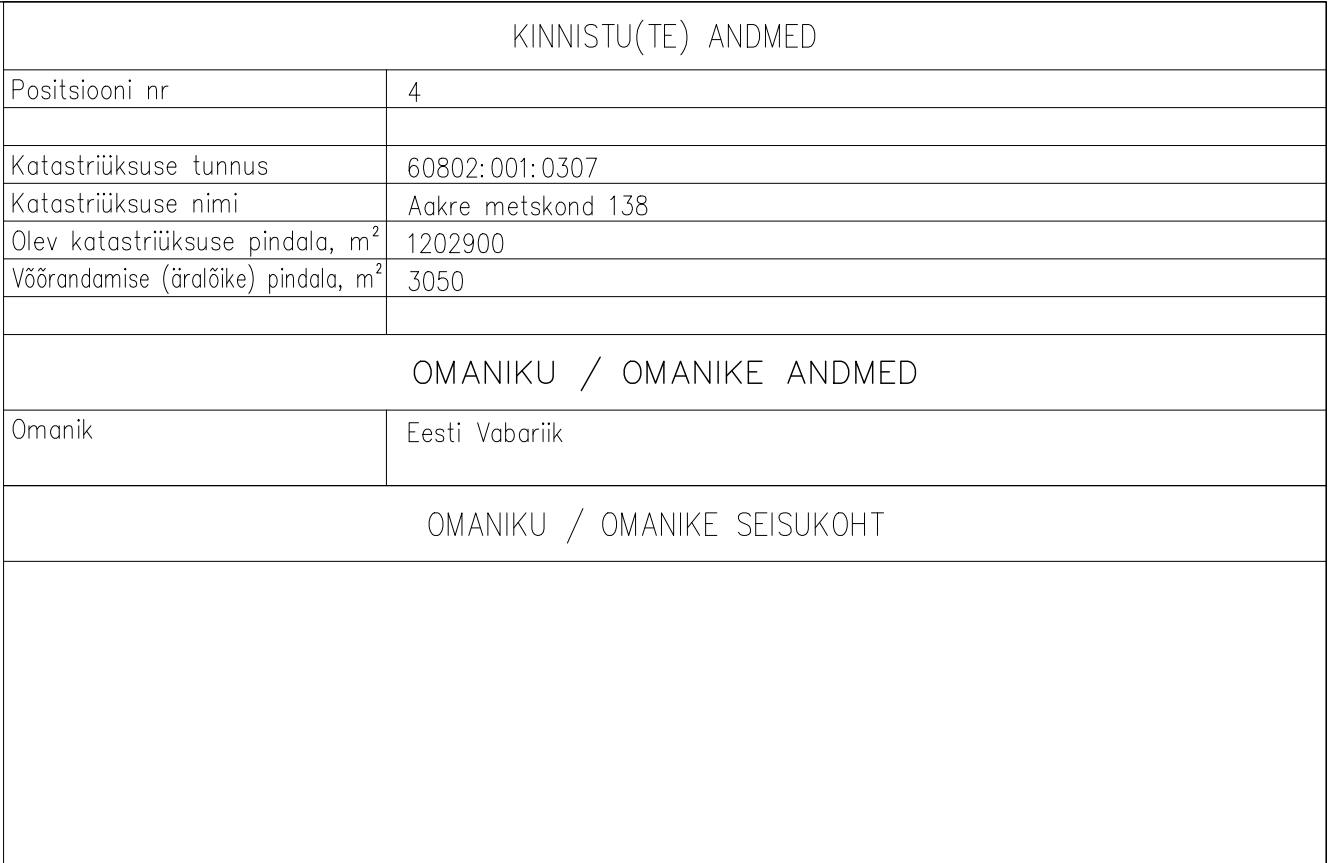 KINNISTU(TE) ANDMED
Positsiooni nr 4
Katastriüksuse tunnus 60802:001:0307
Katastriüksuse nimi Aakre metskond 138
Olev katastriüksuse pindala, m² 1202900
Võõrandamise (äralõike) pindala, m² 3050
OMANIKU / OMANIKE ANDMED
Omanik Eesti Vabariik
OMANIKU / OMANIKE SEISUKOHT